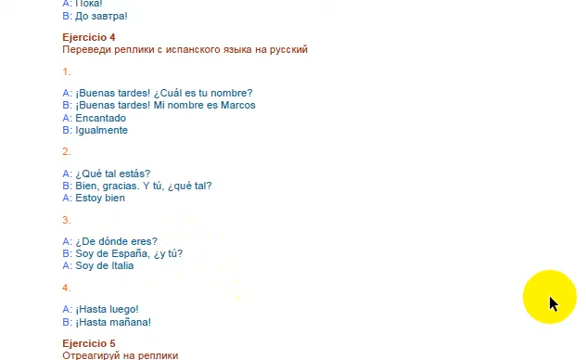 A: Пока!
B: До завтра!
Ejercicio 4
Переведи реплики с испанского языка на русский
1.
A: ¡Buenas tardes! ¿Cuál es tu nombre?
B: ¡Buenas tardes! Mi nombre es Marcos
A: Encantado
B: Igualmente
2.
A: ¿Qué tal estás?
B: Bien, gracias. Y tú, ¿qué tal?
A: Estoy bien
3.
A: ¿De dónde eres?
B: Soy de España, ¿y tú?
A: Soy de Italia
4.
A: ¡Hasta luego!
B: ¡Hasta mañana!
Ejercicio 5
Отреагируй на реплики